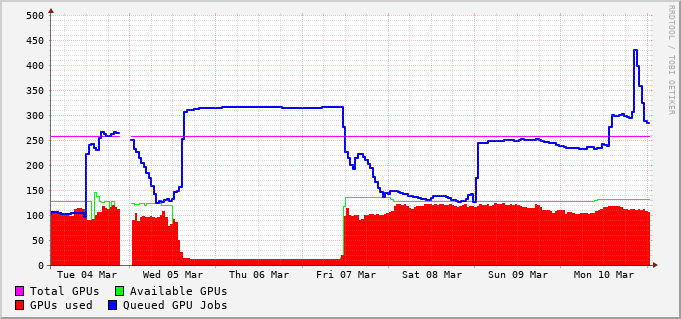 RRDTOOL / TOBI OETIKER
500
450
400
350
300
250
200
150
100
50
0
Tue 04 Mar Wed 05 Mar Thu 06 Mar Fri 07 Mar Sat 08 Mar Sun 09 Mar Mon 10 Mar
Total GPUs Available GPUs
GPUs used Queued GPU Jobs